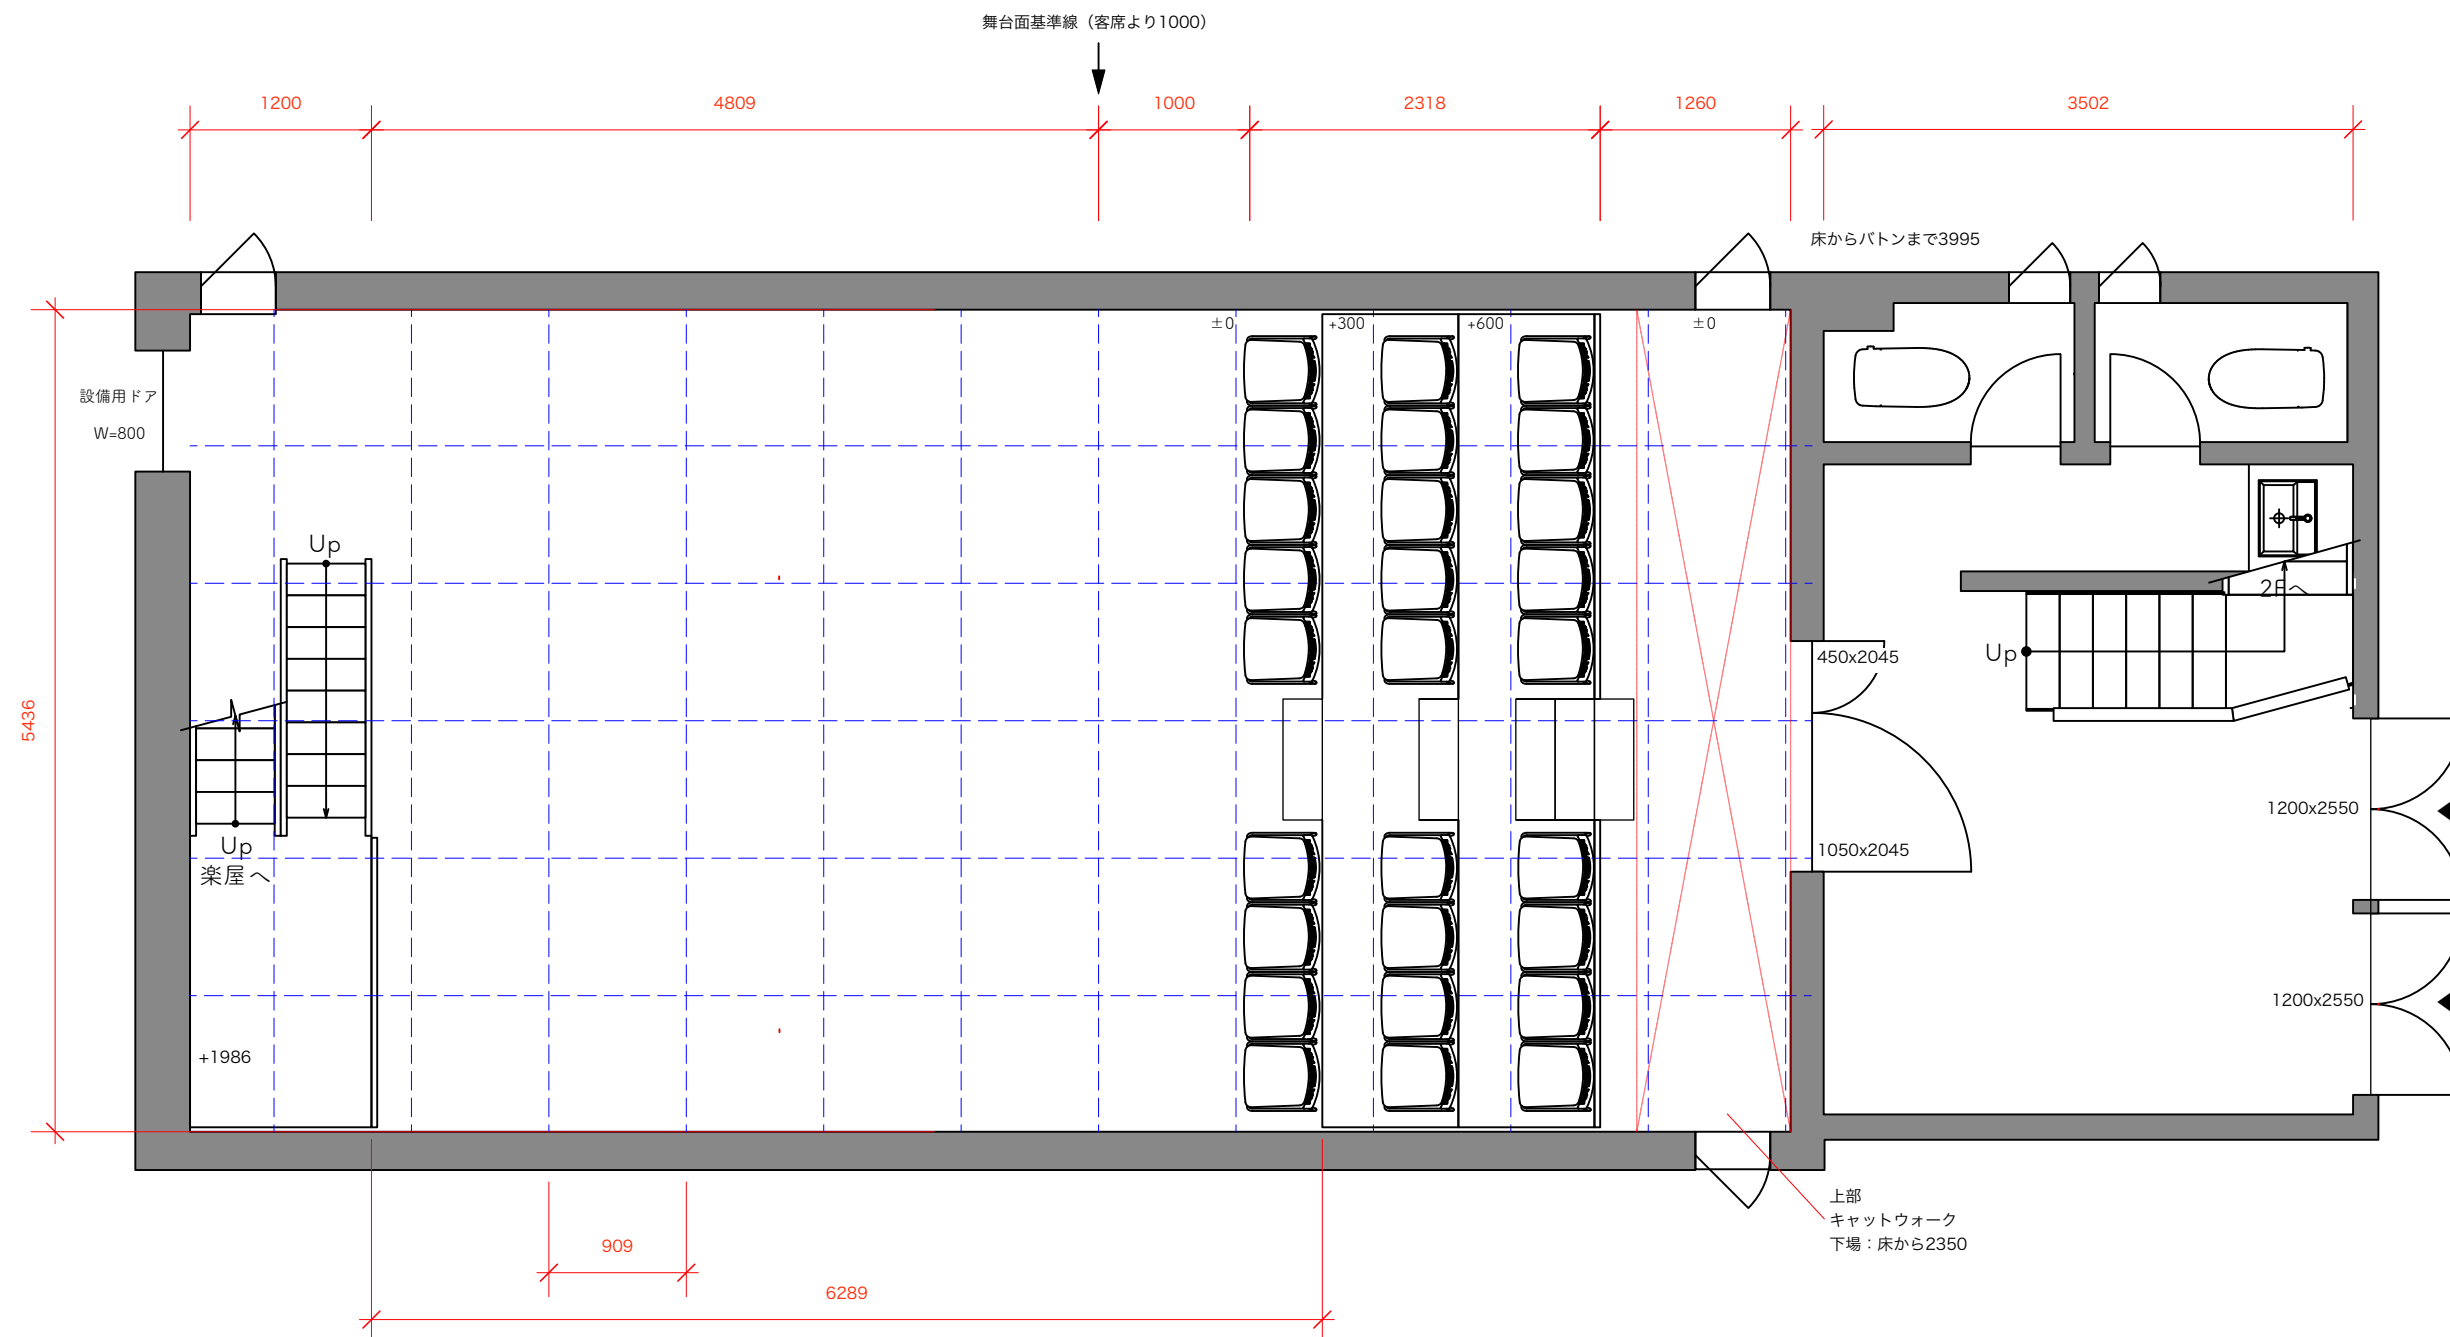 舞台面基準線（客席より1000）
1200
4809
1000
2318
1260
3502
床からバトンまで3995
±0
+300
+600
±0
設備用ドア
W=800
Up
2Fへ
Up
450x2045
5436
1200x2550
Up
1050x2045
楽屋へ
1200x2550
+1986
上部
キャットウォーク
下場：床から2350
909
6289